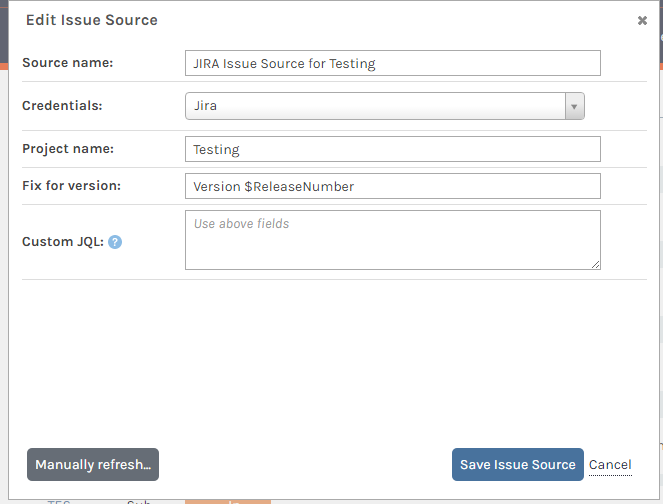 Edit Issue Source
Source name: JIRA Issue Source for Testing
Credentials: Jira
Project name: Testing
Fix for version: Version $ReleaseNumber
Custom JQL: ? Use above fields
Manually refresh... Save Issue Source Cancel